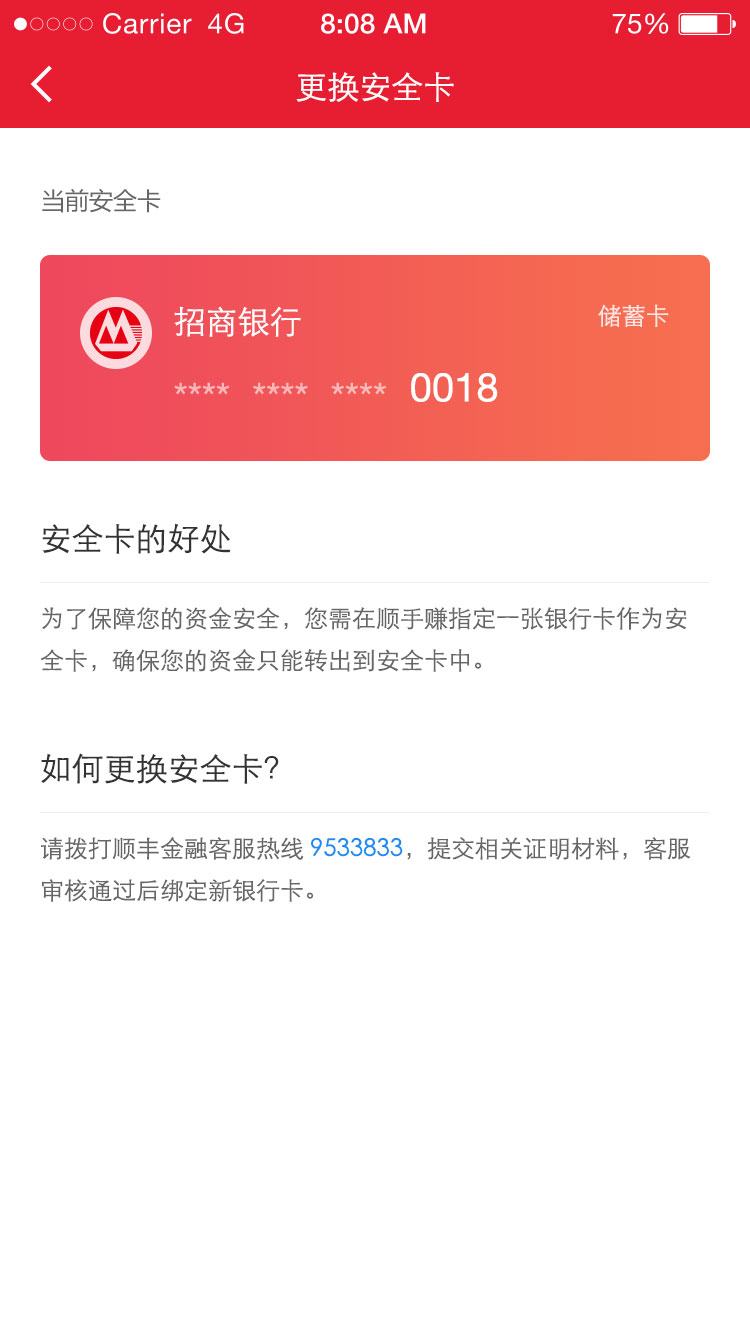 Carrier 4G 8:08 AM 75%
更换安全卡
当前安全卡
招商银行 储蓄卡
**** **** **** 0018
安全卡的好处
为了保障您的资金安全，您需在顺手赚指定一张银行卡作为安
全卡，确保您的资金只能转出到安全卡中。
如何更换安全卡？
请拨打顺丰金融客服热线 9533833，提交相关证明材料，客服
审核通过后绑定新银行卡。